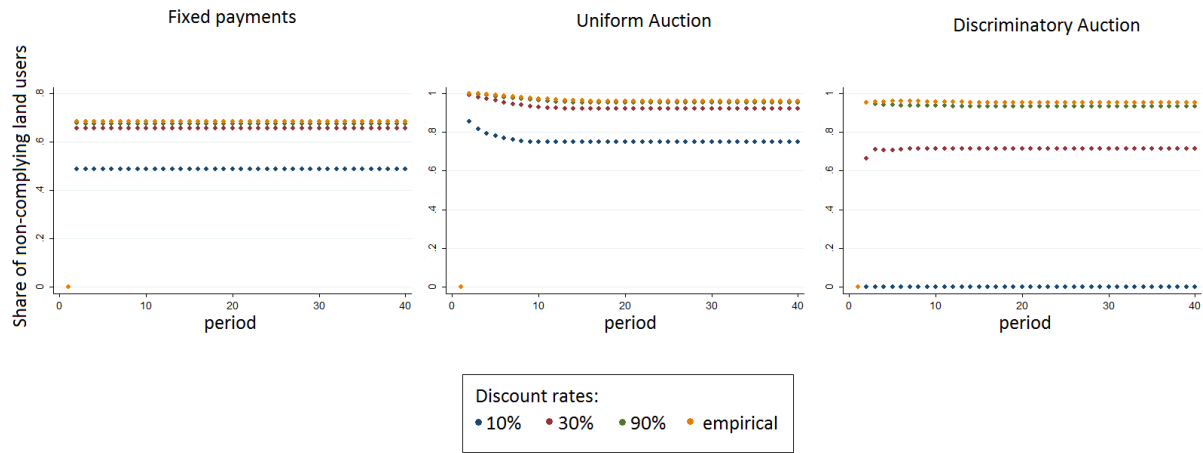 Fixed payments
Uniform Auction
Discriminatory Auction
Share of non-complying land users
.8
.6
.4
.2
0
0 10 20 30 40
period
1
.8
.6
.4
.2
0
0 10 20 30 40
period
1
.8
.6
.4
.2
0
0 10 20 30 40
period
Discount rates:
10% 30% 90% empirical